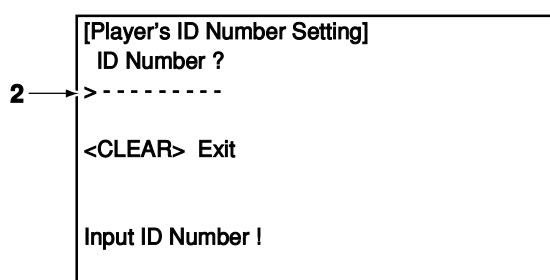 [Player's ID Number Setting]
ID Number ?
2 >---------
<CLEAR> Exit
Input ID Number !